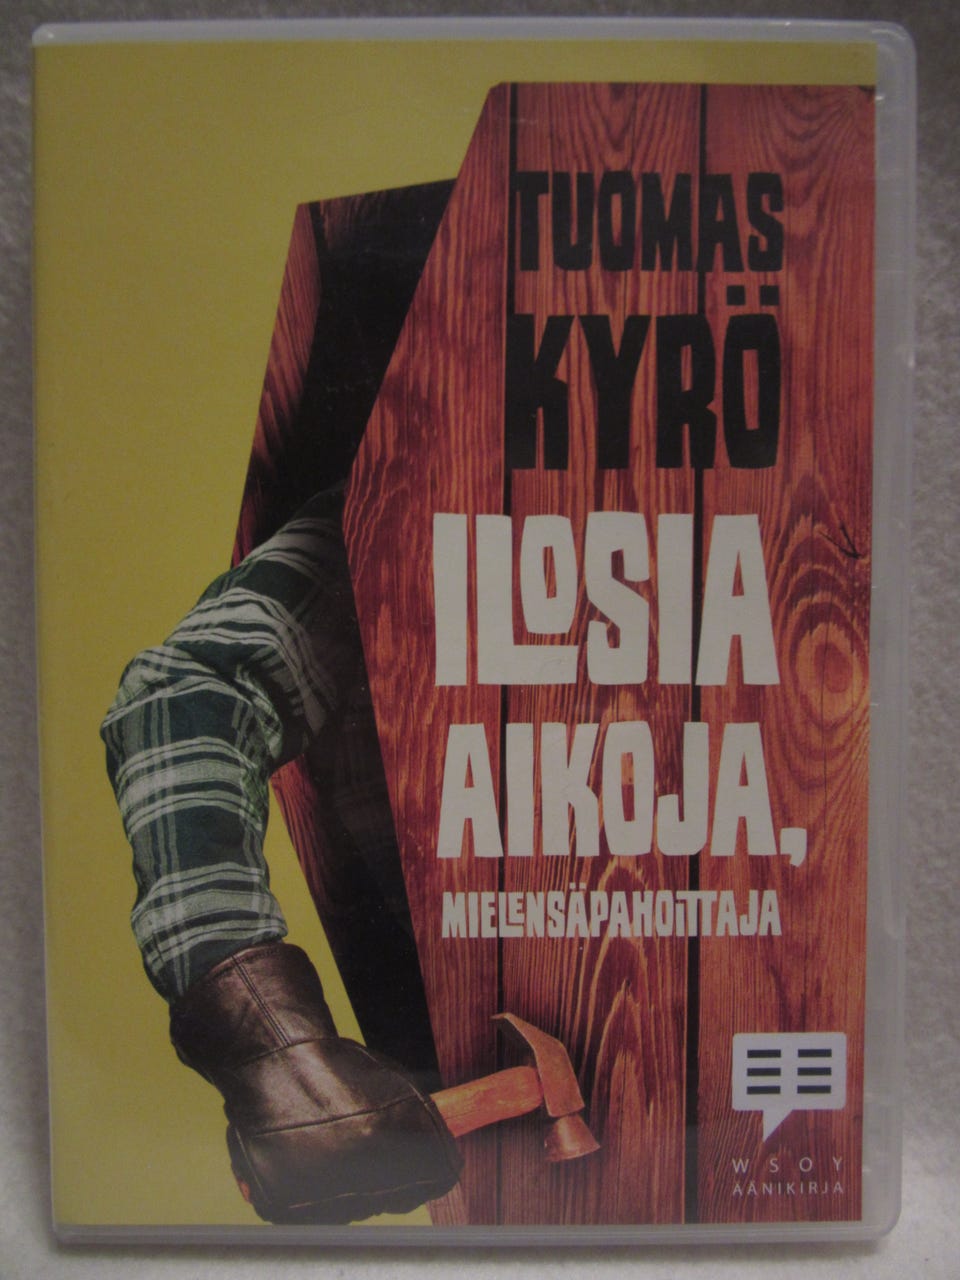 TUOMAS
KYRÖ
ILOSIA
AIKOJA,
MIELENSÄPAHOITTAJA
WSOY
ÄÄNIKIRJA